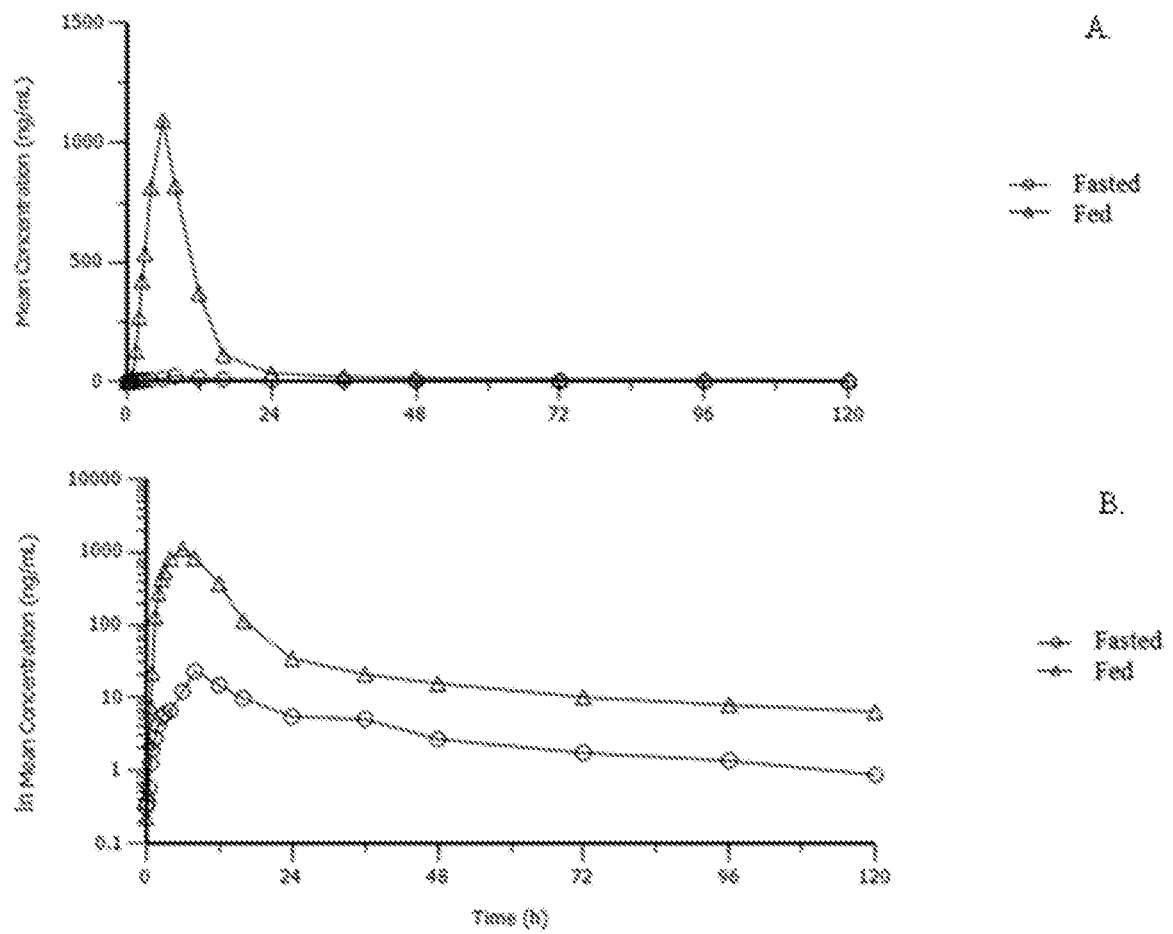 A.
1500
1000
500
0
Mean Concentration (ng/mL)
0 24 48 72 96 120
Fasted
Fed
B.
10000
1000
100
10
1
0.1
ln Mean Concentration (ng/mL)
0 24 48 72 96 120
Time (h)
Fasted
Fed